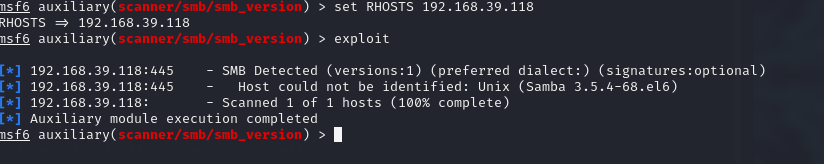 msf6 auxiliary(scanner/smb/smb_version) > set RHOSTS 192.168.39.118
RHOSTS => 192.168.39.118
msf6 auxiliary(scanner/smb/smb_version) > exploit
[*] 192.168.39.118:445    - SMB Detected (versions:1) (preferred dialect:) (signatures:optional)
[*] 192.168.39.118:445    -   Host could not be identified: Unix (Samba 3.5.4-68.el6)
[*] 192.168.39.118:       - Scanned 1 of 1 hosts (100% complete)
[*] Auxiliary module execution completed
msf6 auxiliary(scanner/smb/smb_version) >